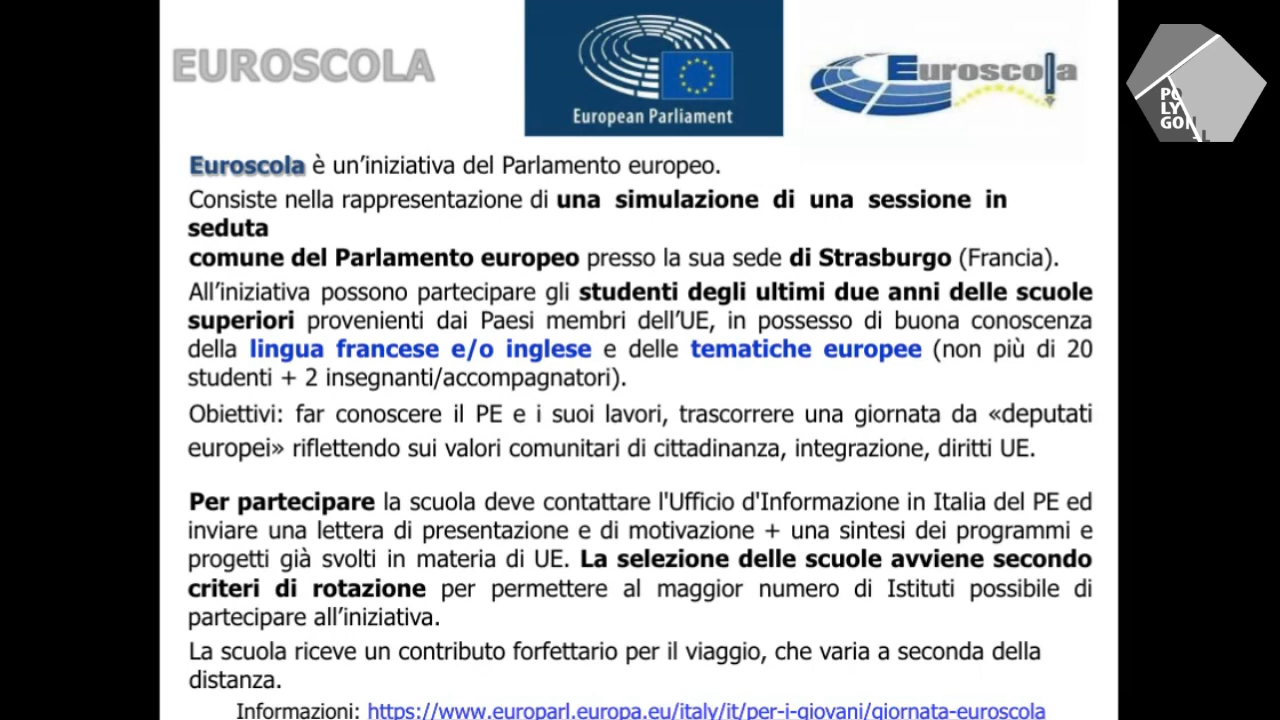 EUROSCOLA
European Parliament
Euroscola
POLYGONAL
Euroscola è un’iniziativa del Parlamento europeo.
Consiste nella rappresentazione di una simulazione di una sessione in
seduta
comune del Parlamento europeo presso la sua sede di Strasburgo (Francia).
All’iniziativa possono partecipare gli studenti degli ultimi due anni delle scuole
superiori provenienti dai Paesi membri dell’UE, in possesso di buona conoscenza
della lingua francese e/o inglese e delle tematiche europee (non più di 20
studenti + 2 insegnanti/accompagnatori).
Obiettivi: far conoscere il PE e i suoi lavori, trascorrere una giornata da «deputati
europei» riflettendo sui valori comunitari di cittadinanza, integrazione, diritti UE.
Per partecipare la scuola deve contattare l'Ufficio d'Informazione in Italia del PE ed
inviare una lettera di presentazione e di motivazione + una sintesi dei programmi e
progetti già svolti in materia di UE. La selezione delle scuole avviene secondo
criteri di rotazione per permettere al maggior numero di Istituti possibile di
partecipare all’iniziativa.
La scuola riceve un contributo forfettario per il viaggio, che varia a seconda della
distanza.
Informazioni: https://www.europarl.europa.eu/italy/it/per-i-giovani/giornata-euroscola